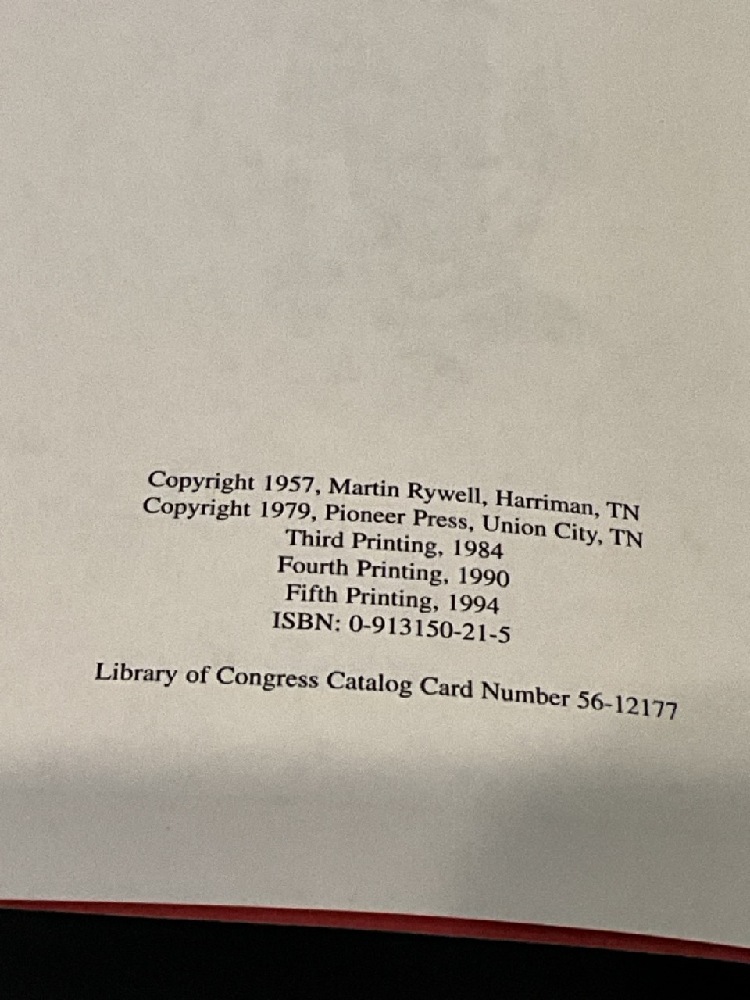 Copyright 1957, Martin Rywell, Harriman, TN
Copyright 1979, Pioneer Press, Union City, TN
Third Printing, 1984
Fourth Printing, 1990
Fifth Printing, 1994
ISBN: 0-913150-21-5
Library of Congress Catalog Card Number 56-12177